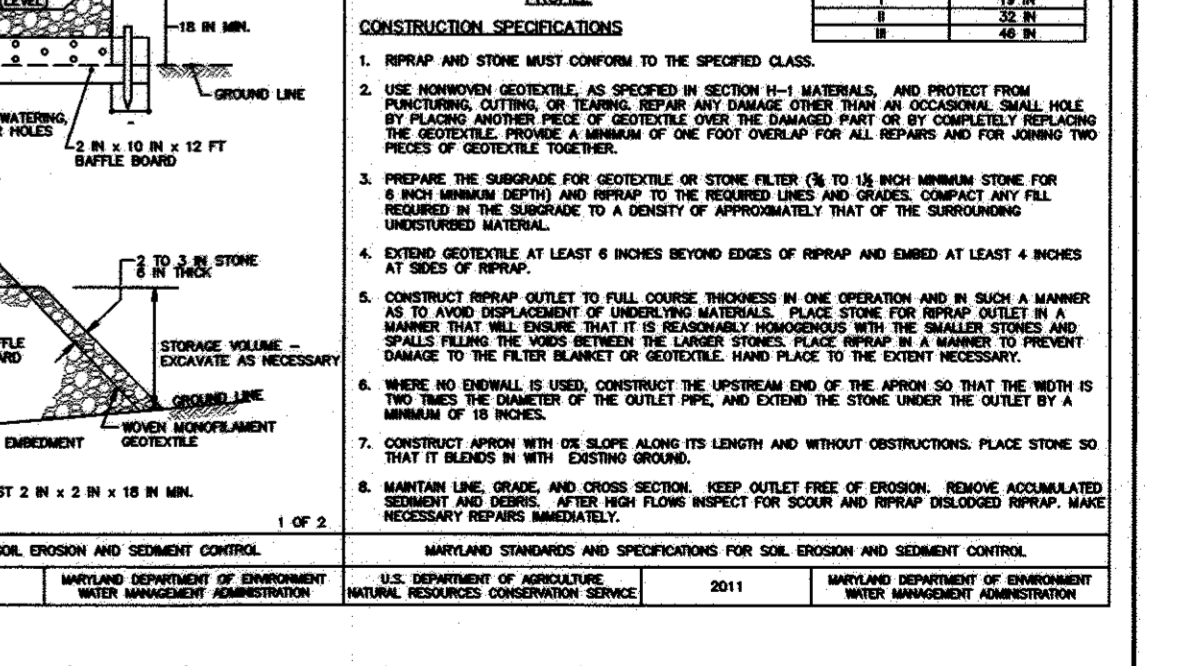 LEVEL)
18 IN MIN.
GROUND LINE
WATERING,
HOLES
2 IN x 10 IN x 12 FT
BAFFLE BOARD
2 TO 3 IN STONE
6 IN THICK
STORAGE VOLUME –
EXCAVATE AS NECESSARY
GROUND LINE
WOVEN MONOFILAMENT
GEOTEXTILE
EMBEDMENT
ST 2 IN x 2 IN x 18 IN MIN.
1 OF 2
SOIL EROSION AND SEDIMENT CONTROL
MARYLAND DEPARTMENT OF ENVIRONMENT
WATER MANAGEMENT ADMINISTRATION
PROFILE
I 19 IN
II 32 IN
III 46 IN
CONSTRUCTION SPECIFICATIONS
1. RIPRAP AND STONE MUST CONFORM TO THE SPECIFIED CLASS.
2. USE NONWOVEN GEOTEXTILE, AS SPECIFIED IN SECTION H-1 MATERIALS, AND PROTECT FROM
PUNCTURING, CUTTING, OR TEARING. REPAIR ANY DAMAGE OTHER THAN AN OCCASIONAL SMALL HOLE
BY PLACING ANOTHER PIECE OF GEOTEXTILE OVER THE DAMAGED PART OR BY COMPLETELY REPLACING
THE GEOTEXTILE. PROVIDE A MINIMUM OF ONE FOOT OVERLAP FOR ALL REPAIRS AND FOR JOINING TWO
PIECES OF GEOTEXTILE TOGETHER.
3. PREPARE THE SUBGRADE FOR GEOTEXTILE OR STONE FILTER (¾ TO 1½ INCH MINIMUM STONE FOR
6 INCH MINIMUM DEPTH) AND RIPRAP TO THE REQUIRED LINES AND GRADES. COMPACT ANY FILL
REQUIRED IN THE SUBGRADE TO A DENSITY OF APPROXIMATELY THAT OF THE SURROUNDING
UNDISTURBED MATERIAL.
4. EXTEND GEOTEXTILE AT LEAST 6 INCHES BEYOND EDGES OF RIPRAP AND EMBED AT LEAST 4 INCHES
AT SIDES OF RIPRAP.
5. CONSTRUCT RIPRAP OUTLET TO FULL COURSE THICKNESS IN ONE OPERATION AND IN SUCH A MANNER
AS TO AVOID DISPLACEMENT OF UNDERLYING MATERIALS. PLACE STONE FOR RIPRAP OUTLET IN A
MANNER THAT WILL ENSURE THAT IT IS REASONABLY HOMOGENOUS WITH THE SMALLER STONES AND
SPALLS FILLING THE VOIDS BETWEEN THE LARGER STONES. PLACE RIPRAP IN A MANNER TO PREVENT
DAMAGE TO THE FILTER BLANKET OR GEOTEXTILE. HAND PLACE TO THE EXTENT NECESSARY.
6. WHERE NO ENDWALL IS USED, CONSTRUCT THE UPSTREAM END OF THE APRON SO THAT THE WIDTH IS
TWO TIMES THE DIAMETER OF THE OUTLET PIPE, AND EXTEND THE STONE UNDER THE OUTLET BY A
MINIMUM OF 18 INCHES.
7. CONSTRUCT APRON WITH 0% SLOPE ALONG ITS LENGTH AND WITHOUT OBSTRUCTIONS. PLACE STONE SO
THAT IT BLENDS IN WITH EXISTING GROUND.
8. MAINTAIN LINE, GRADE, AND CROSS SECTION. KEEP OUTLET FREE OF EROSION. REMOVE ACCUMULATED
SEDIMENT AND DEBRIS. AFTER HIGH FLOWS INSPECT FOR SCOUR AND RIPRAP DISLODGED RIPRAP. MAKE
NECESSARY REPAIRS IMMEDIATELY.
MARYLAND STANDARDS AND SPECIFICATIONS FOR SOIL EROSION AND SEDIMENT CONTROL
U.S. DEPARTMENT OF AGRICULTURE
NATURAL RESOURCES CONSERVATION SERVICE
2011
MARYLAND DEPARTMENT OF ENVIRONMENT
WATER MANAGEMENT ADMINISTRATION